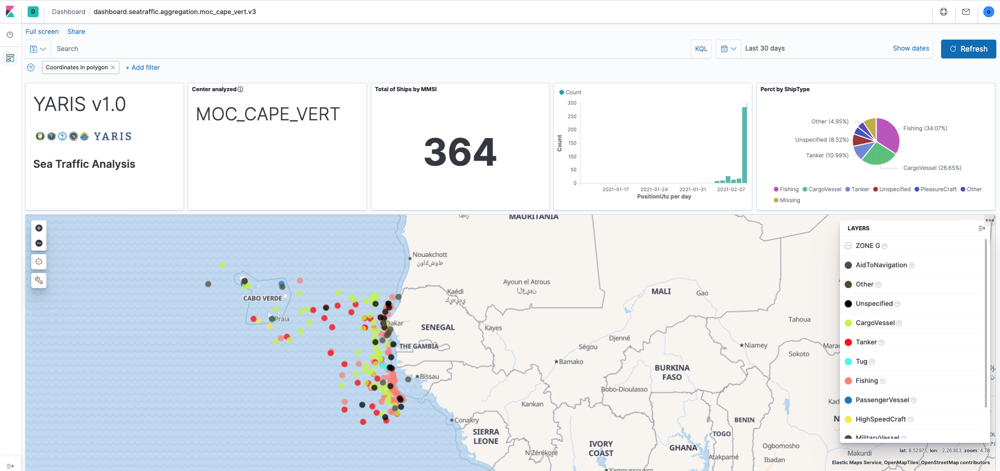 D Dashboard / dashboard.seatraffic.aggregation.moc_cape_vert.v3 o
Full screen Share
Search KQL Last 30 days Show dates Refresh
Coordinates in polygon × + Add filter
YARIS v1.0
YARIS
Sea Traffic Analysis
Center analyzed
MOC_CAPE_VERT
Total of Ships by MMSI
364
Count
300
250
200
150
100
50
0
Count
2021-01-17 2021-01-24 2021-01-31 2021-02-07
PositionUtc per day
Perct by ShipType
Other (4.95%)
Fishing (34.07%)
Unspecified (8.52%)
Tanker (10.99%)
CargoVessel (26.65%)
Fishing CargoVessel Tanker Unspecified PleasureCraft Other
Missing
MAURITANIA
Nouakchott
Ayoun el Atrous
Kaédi
MALI
Gao
CABO VERDE
Praia
Dakar
SENEGAL
Kayes
Tahoua
THE GAMBIA
Djenné
Ségou
Niamey
Sokoto
Bamako
Bissau
BURKINA
FASO
Bobo-Dioulasso
Kankan
Conakry
BENIN
SIERRA
LEONE
TOGO
IVORY
COAST
GHANA
N'Zérékoré
Ogbomosho
Makurdi
Atakpamé
Ibadan
Yamoussoukro
LAYERS
ZONE G
AidToNavigation
Other
Unspecified
CargoVessel
Tanker
Tug
Fishing
PassengerVessel
HighSpeedCraft
MilitaryVessel
lat: 8.52975, lon: -2.26363, zoom: 4.78
Elastic Maps Service, OpenMapTiles, OpenStreetMap contributors